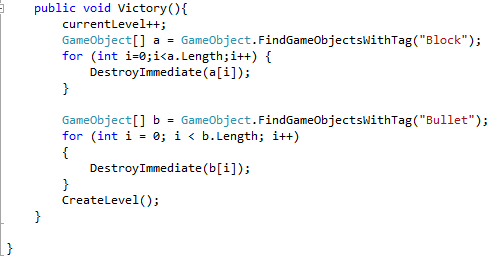 public void Victory(){
currentLevel++;
GameObject[] a = GameObject.FindGameObjectsWithTag("Block");
for (int i=0;i<a.Length;i++) {
DestroyImmediate(a[i]);
}
GameObject[] b = GameObject.FindGameObjectsWithTag("Bullet");
for (int i = 0; i < b.Length; i++)
{
DestroyImmediate(b[i]);
}
CreateLevel();
}
}